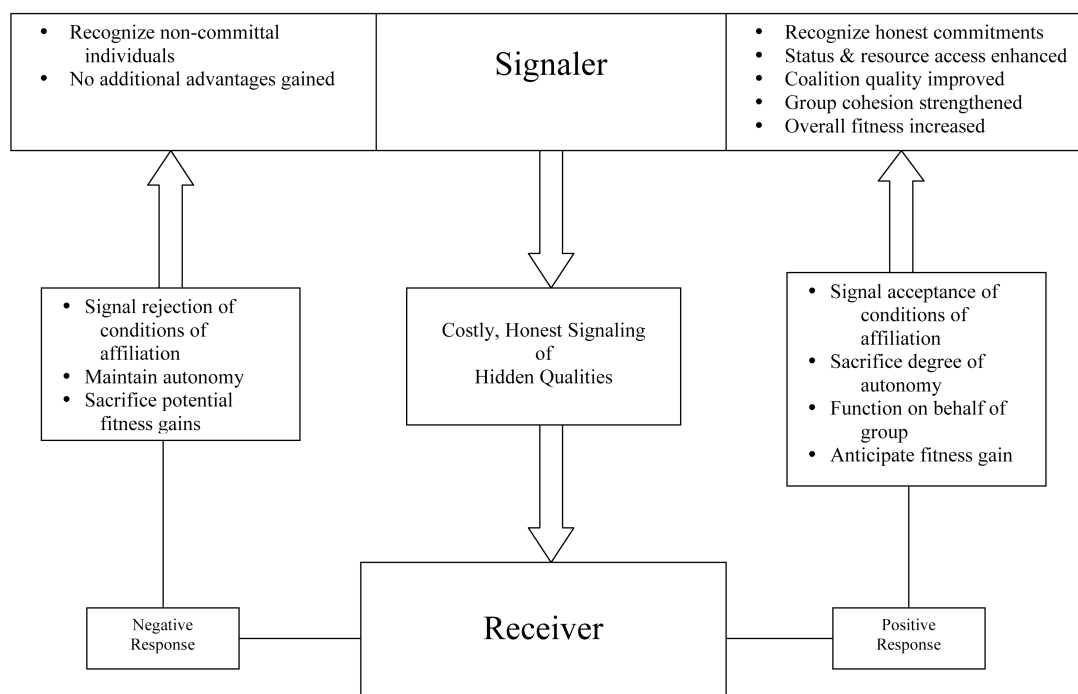 • Recognize non-committal
individuals
• No additional advantages gained
Signaler
• Recognize honest commitments
• Status & resource access enhanced
• Coalition quality improved
• Group cohesion strengthened
• Overall fitness increased
• Signal rejection of
conditions of
affiliation
• Maintain autonomy
• Sacrifice potential
fitness gains
Costly, Honest Signaling
of
Hidden Qualities
• Signal acceptance of
conditions of
affiliation
• Sacrifice degree of
autonomy
• Function on behalf of
group
• Anticipate fitness gain
Negative
Response
Receiver
Positive
Response